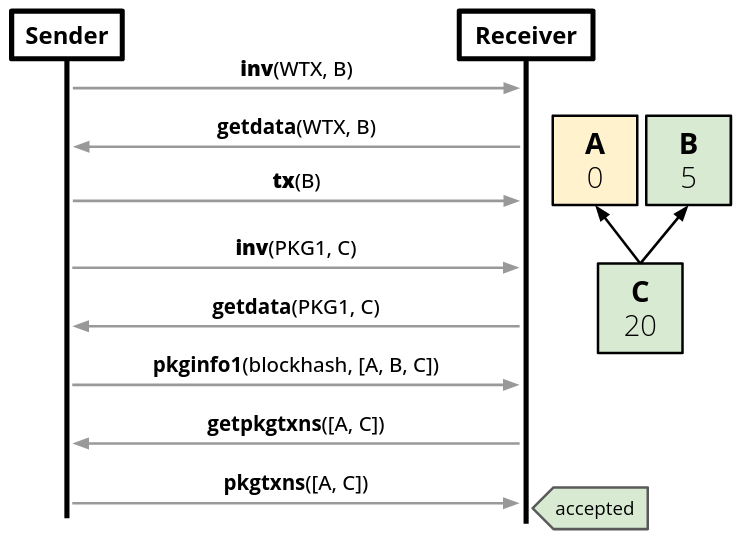 Sender
Receiver
inv(WTX, B)
getdata(WTX, B)
tx(B)
inv(PKG1, C)
getdata(PKG1, C)
pkginfo1(blockhash, [A, B, C])
getpkgtxns([A, C])
pkgtxns([A, C])
A
0
B
5
C
20
accepted